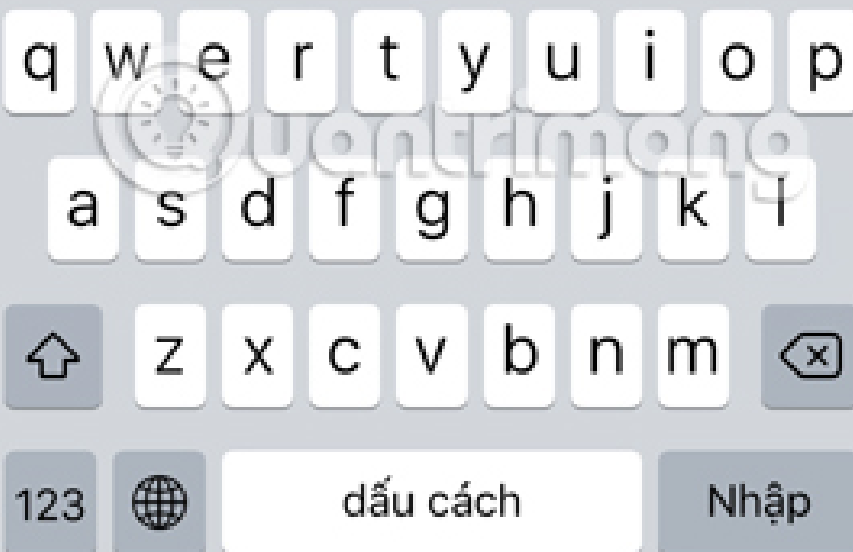 q w e r t y u i o p
Quantrimang
a s d f g h j k l
z x c v b n m
123 dấu cách Nhập